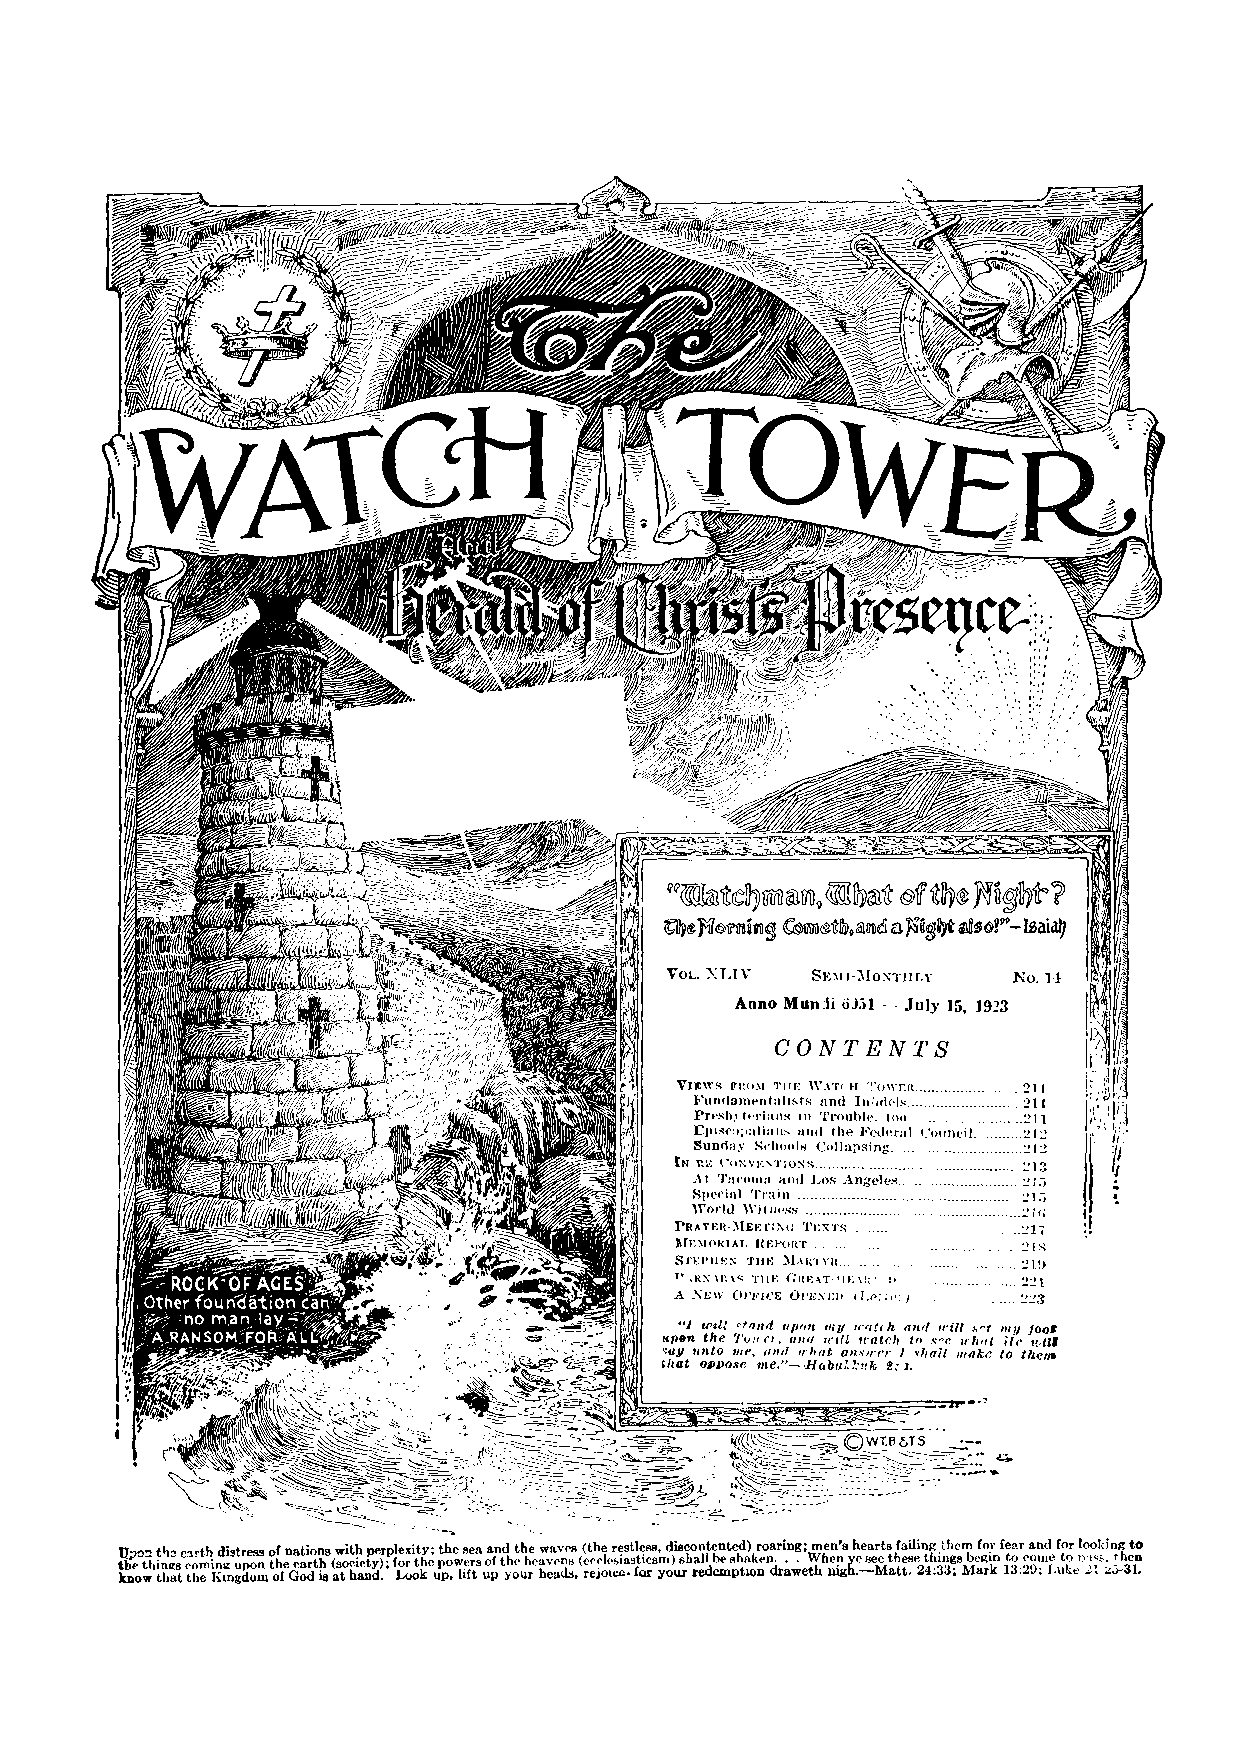 The
WATCH TOWER
And
Herald of Christ's Presence
"Watchman, What of the Night?
The Morning Cometh, and a Night also!"—Isaiah
VOL. XLIV SEMI-MONTHLY No. 14
Anno Mundi 6051 - - July 15, 1923
CONTENTS
VIEWS FROM THE WATCH TOWER 211
Fundamentalists and Infidels 211
Presbyterians in Trouble, too 211
Episcopalians and the Federal Council 212
Sunday Schools Collapsing 212
IN RE CONVENTIONS 213
At Tacoma and Los Angeles 215
Special Train 215
World Witness 216
PRAYER-MEETING TEXTS 217
MEMORIAL REPORT 218
STEPHEN THE MARTYR 219
BARNABAS THE GREAT-HEARTED 221
A NEW OFFICE OPENED (Letter) 223
"I will stand upon my watch and will set my foot
upon the Tower, and will watch to see what He will
say unto me, and what answer I shall make to them
that oppose me."—Habakkuk 2: 1.
ROCK OF AGES
Other foundation can
no man lay
A RANSOM FOR ALL
©W.T.B.&T.S
Upon the earth distress of nations with perplexity; the sea and the waves (the restless, discontented) roaring; men's hearts failing them for fear and for looking to
the things coming upon the earth (society); for the powers of the heavens (ecclesiasticsm) shall be shaken. . . When ye see these things begin to come to pass, then
know that the Kingdom of God is at hand. Look up, lift up your heads, rejoice, for your redemption draweth nigh.—Matt. 24:33; Mark 13:29; Luke 21:25-31.